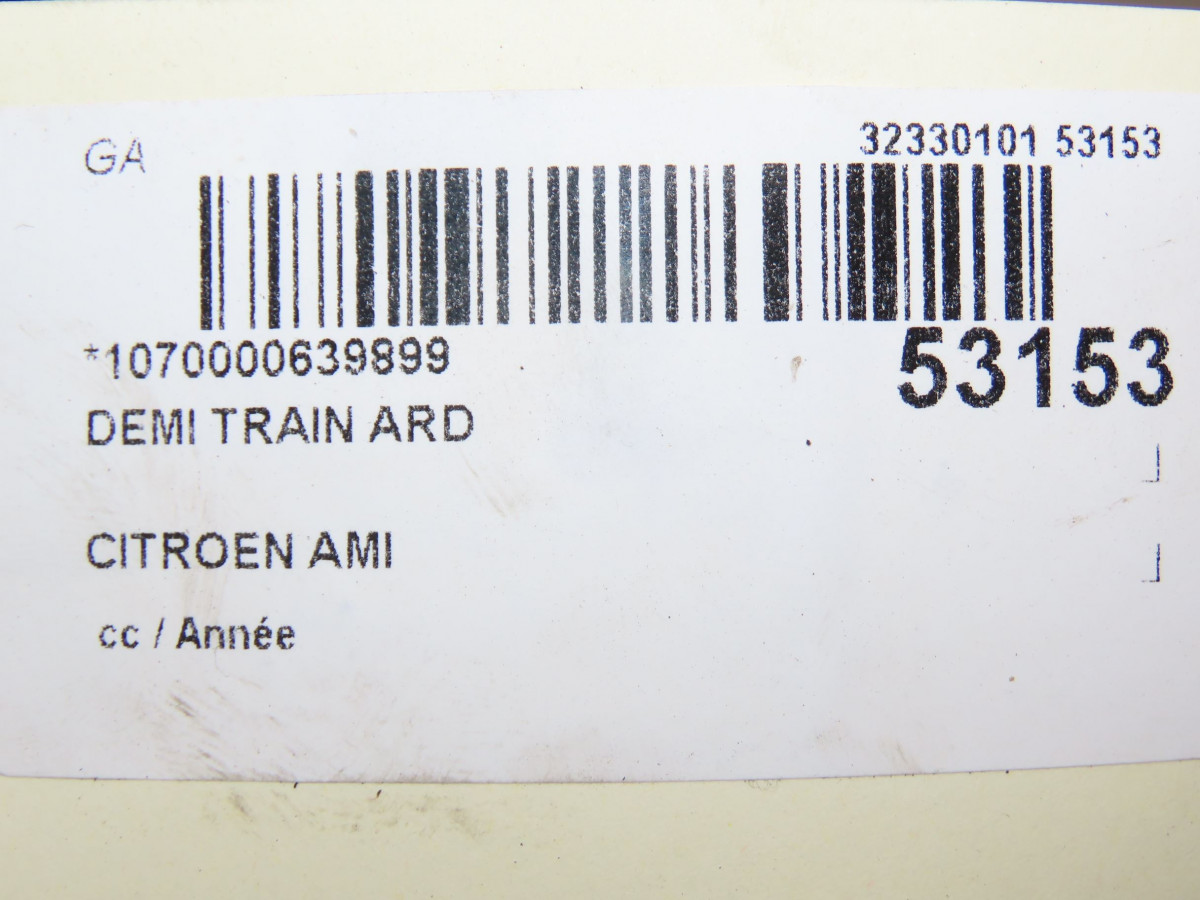 GA
32330101 53153
*1070000639899
53153
DEMI TRAIN ARD
CITROEN AMI
cc / Année